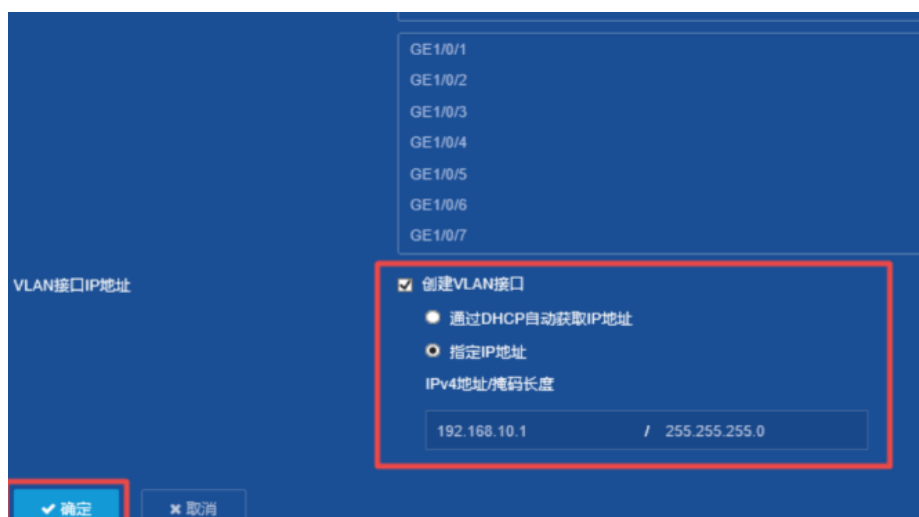 GE1/0/1
GE1/0/2
GE1/0/3
GE1/0/4
GE1/0/5
GE1/0/6
GE1/0/7
VLAN接口IP地址
创建VLAN接口
通过DHCP自动获取IP地址
指定IP地址
IPv4地址/掩码长度
192.168.10.1 / 255.255.255.0
确定 取消